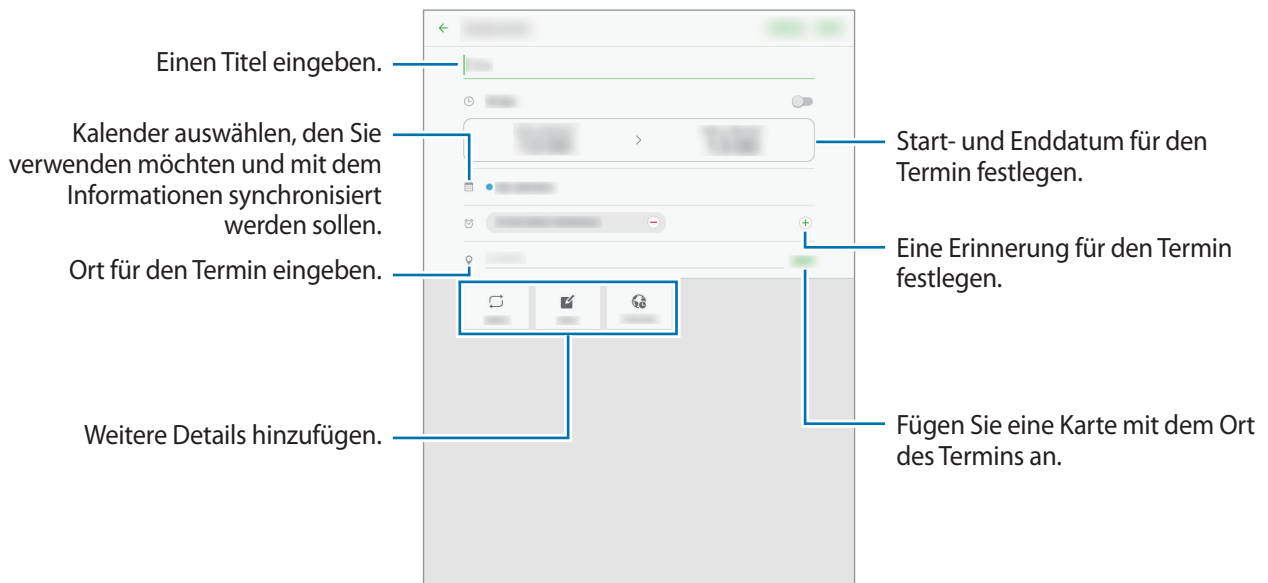 Einen Titel eingeben.
Kalender auswählen, den Sie
verwenden möchten und mit dem
Informationen synchronisiert
werden sollen.
Ort für den Termin eingeben.
Weitere Details hinzufügen.
Start- und Enddatum für den
Termin festlegen.
Eine Erinnerung für den Termin
festlegen.
Fügen Sie eine Karte mit dem Ort
des Termins an.